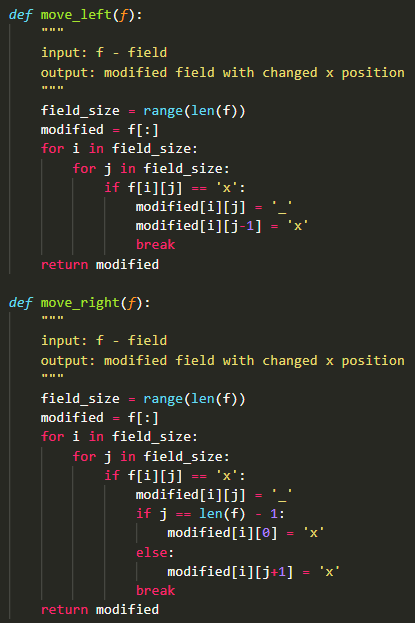 def move_left(f):
    """
    input: f - field
    output: modified field with changed x position
    """
    field_size = range(len(f))
    modified = f[:]
    for i in field_size:
        for j in field_size:
            if f[i][j] == 'x':
                modified[i][j] = '_'
                modified[i][j-1] = 'x'
                break
    return modified

def move_right(f):
    """
    input: f - field
    output: modified field with changed x position
    """
    field_size = range(len(f))
    modified = f[:]
    for i in field_size:
        for j in field_size:
            if f[i][j] == 'x':
                modified[i][j] = '_'
                if j == len(f) - 1:
                    modified[i][0] = 'x'
                else:
                    modified[i][j+1] = 'x'
                break
    return modified